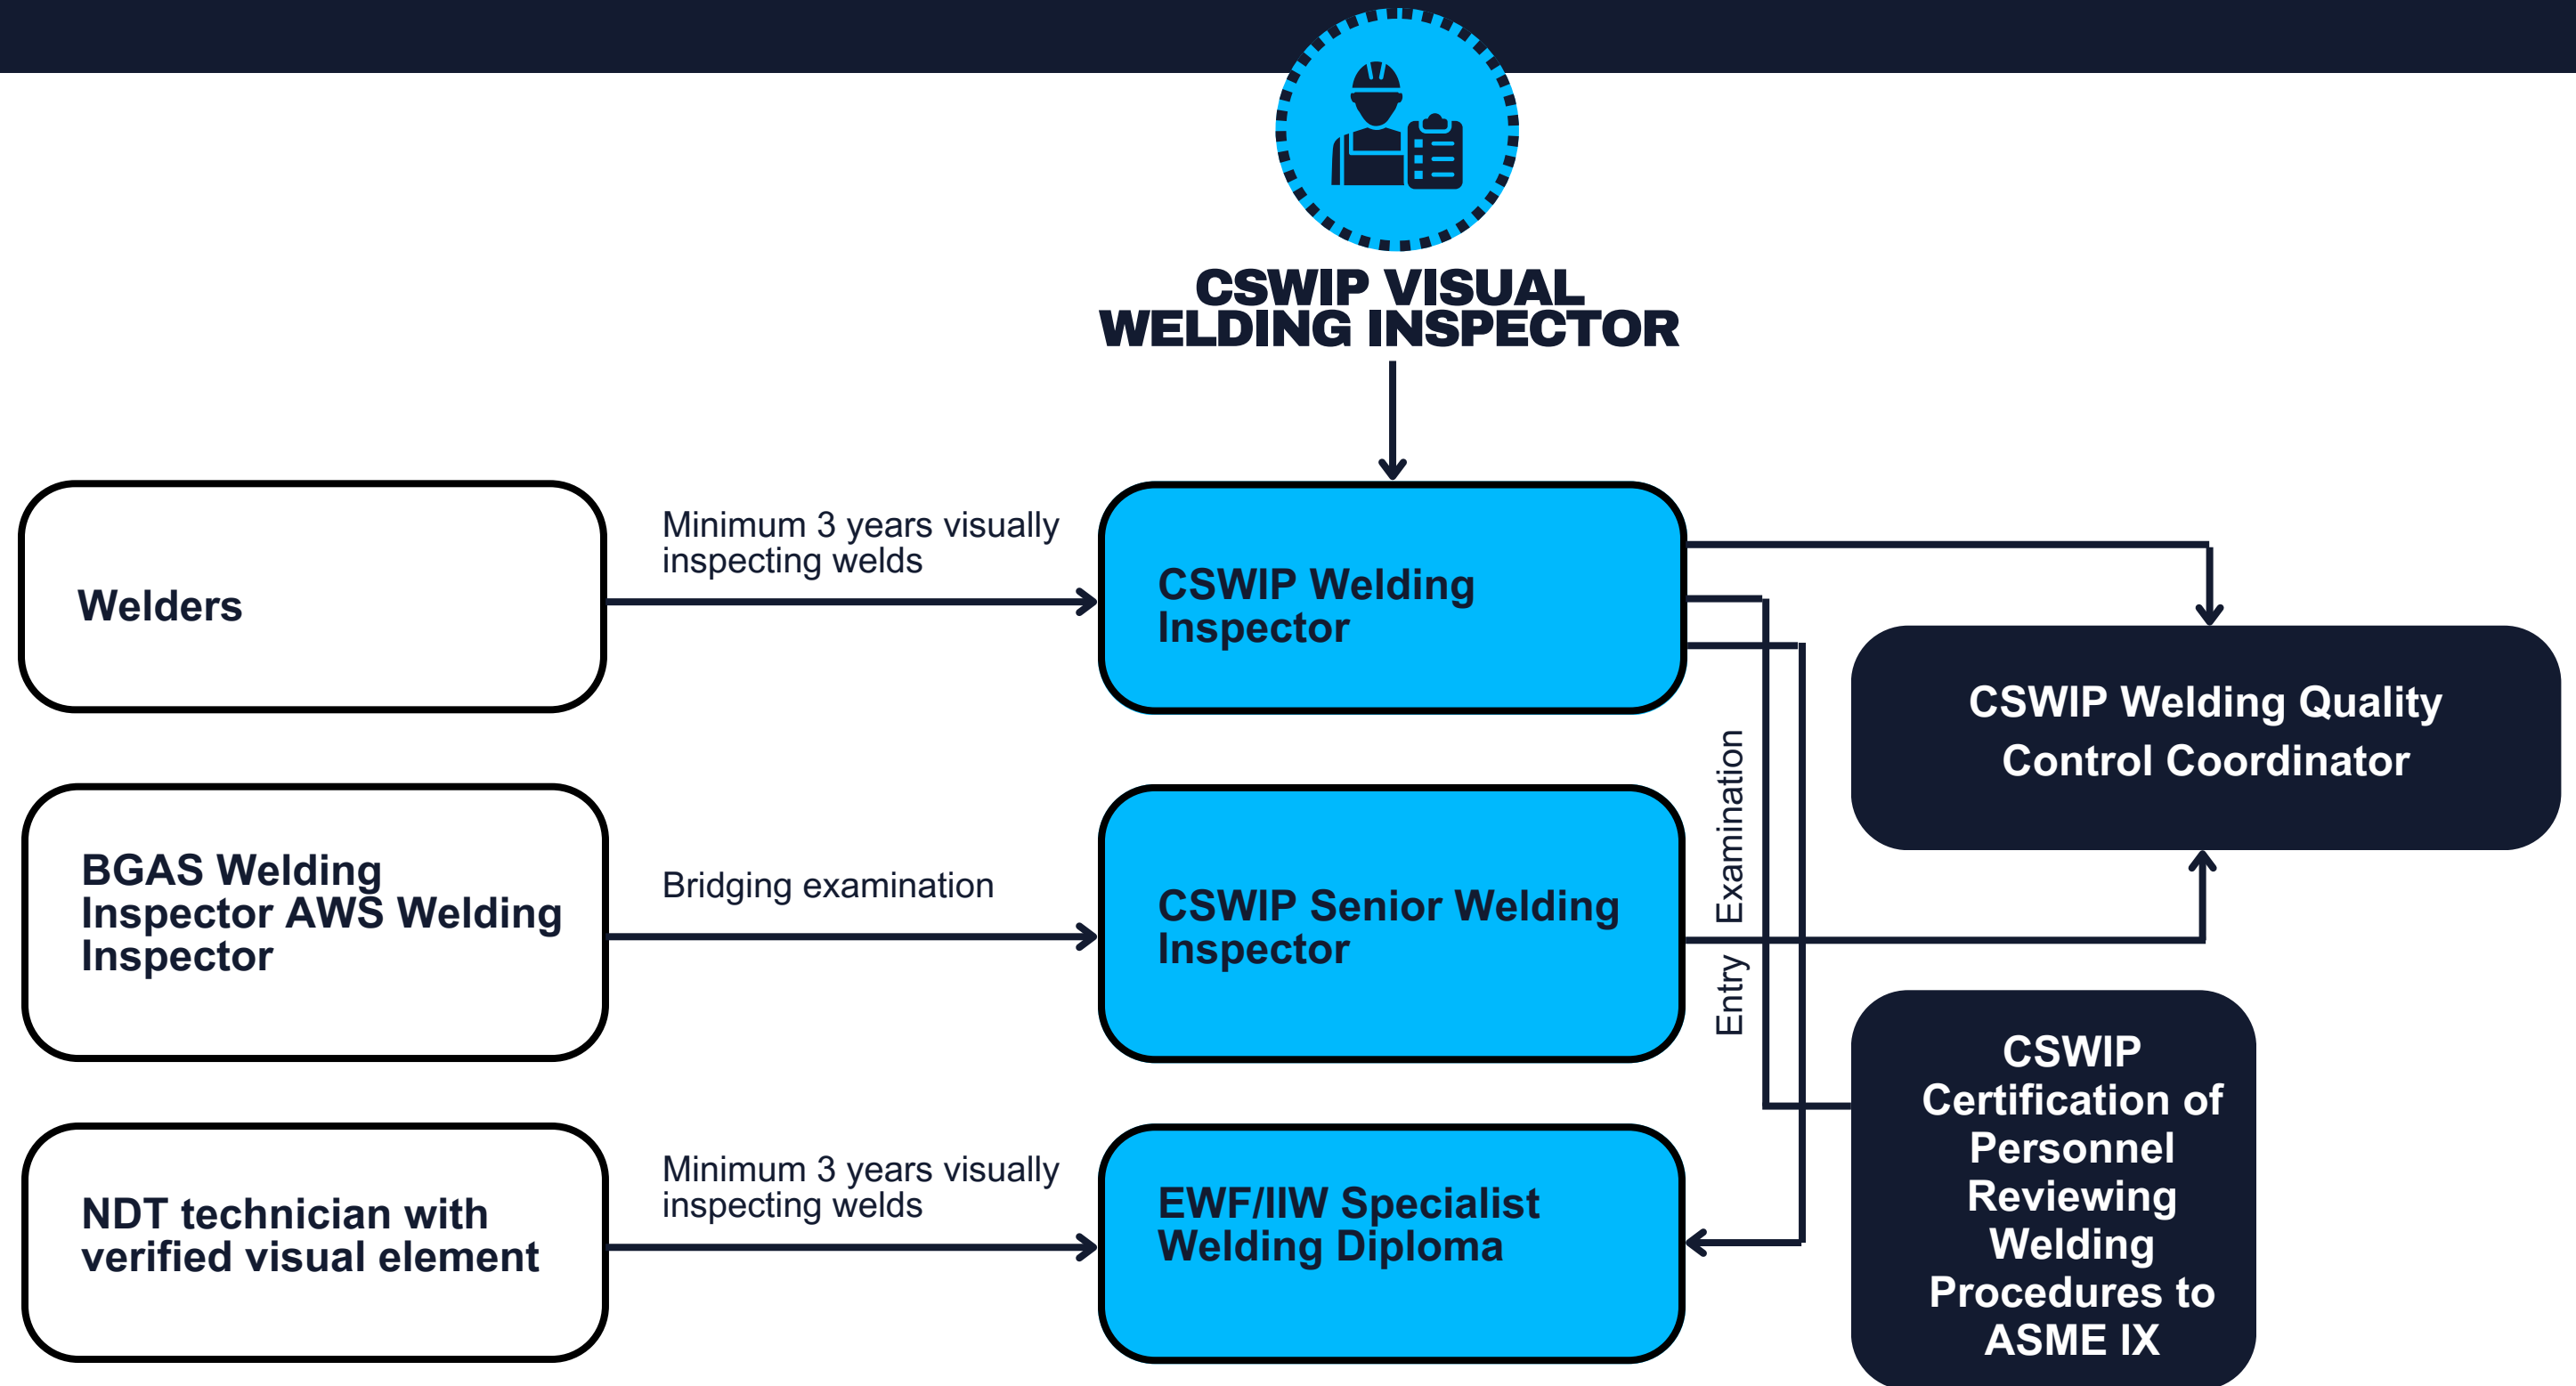 CSWIP VISUAL
WELDING INSPECTOR
Welders
Minimum 3 years visually
inspecting welds
CSWIP Welding
Inspector
CSWIP Welding Quality
Control Coordinator
BGAS Welding
Inspector AWS Welding
Inspector
Bridging examination
CSWIP Senior Welding
Inspector
Entry Examination
CSWIP
Certification of
Personnel
Reviewing
Welding
Procedures to
ASME IX
NDT technician with
verified visual element
Minimum 3 years visually
inspecting welds
EWF/IIW Specialist
Welding Diploma